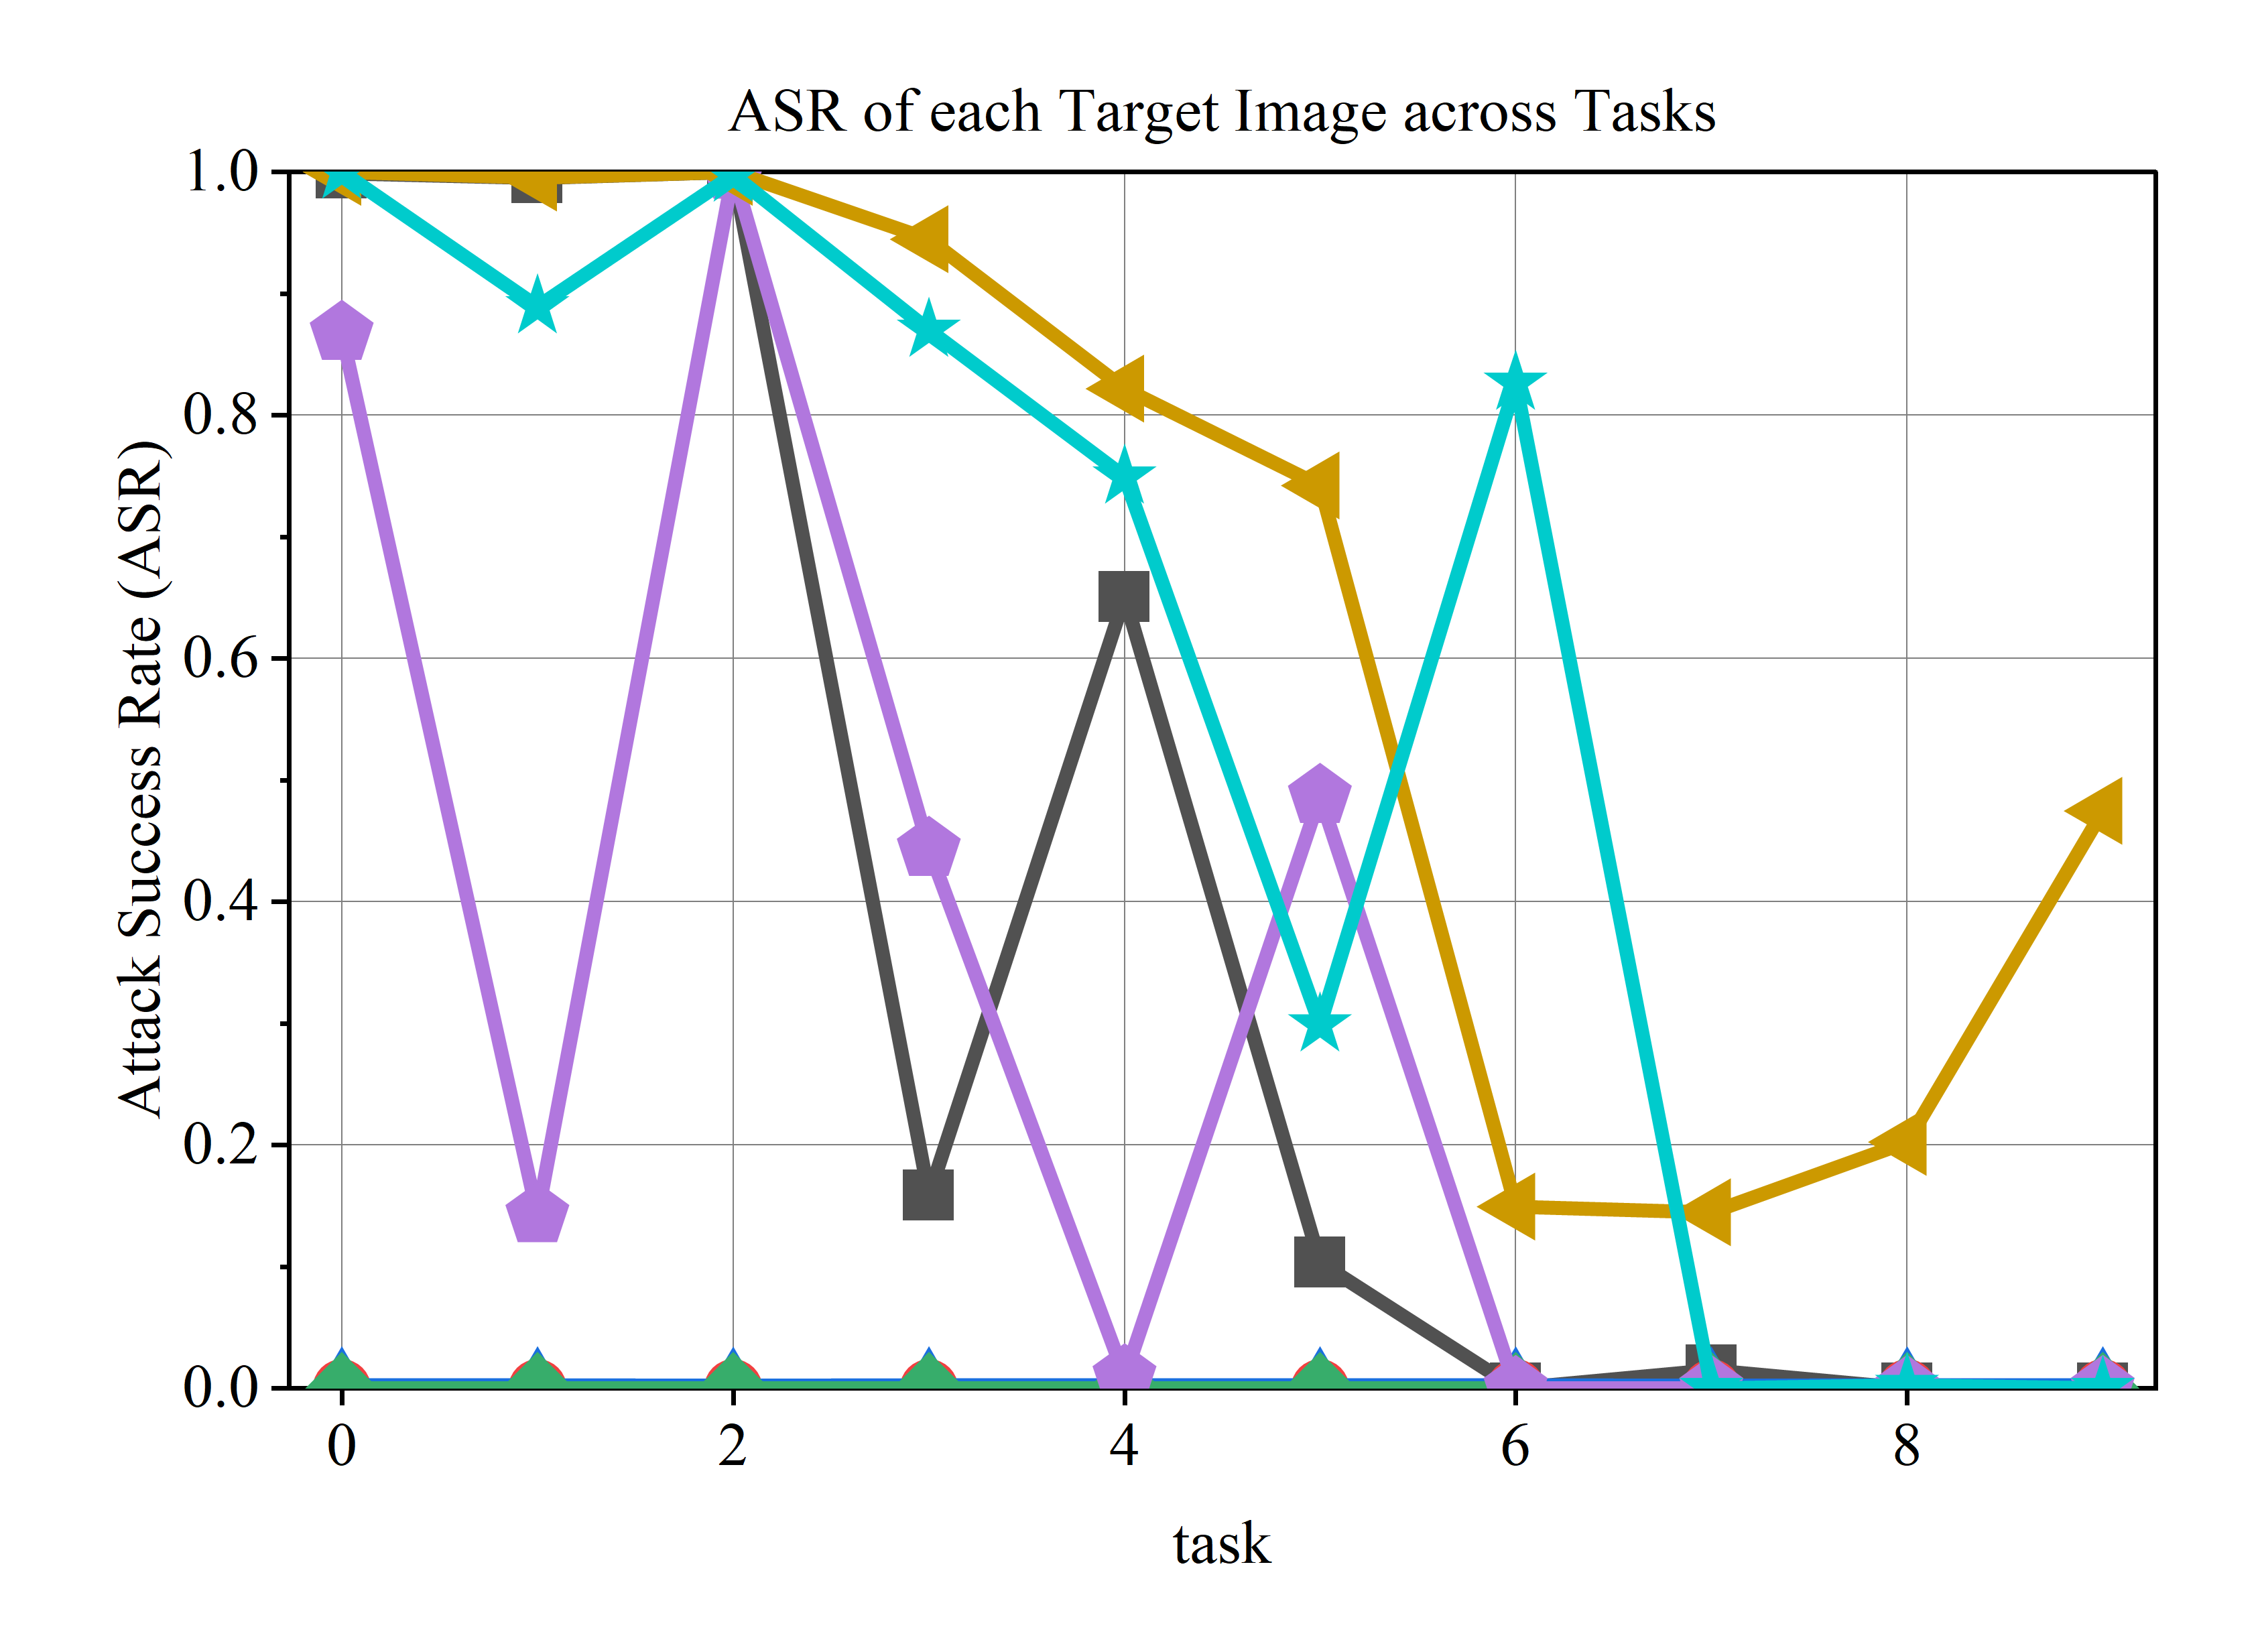 ASR of each Target Image across Tasks
1.0
0.8
0.6
0.4
0.2
0.0
Attack Success Rate (ASR)
0 2 4 6 8
task